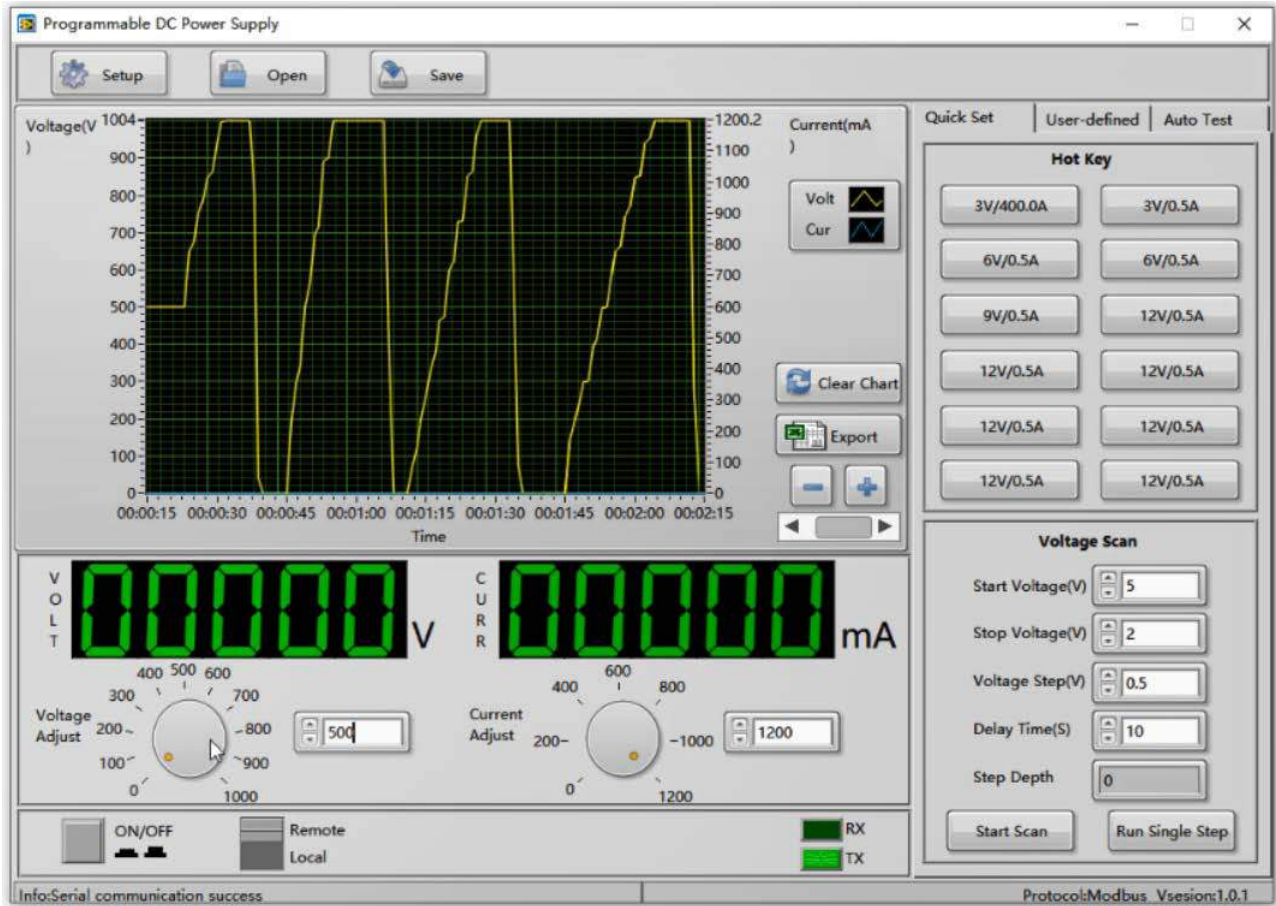 Programmable DC Power Supply
Setup
Open
Save
Voltage(V
)
1004
900
800
700
600
500
400
300
200
100
0
1200.2
1100
1000
900
800
700
600
500
400
300
200
100
0
Current(mA
)
Volt
Cur
Clear Chart
Export
00:00:15 00:00:30 00:00:45 00:01:00 00:01:15 00:01:30 00:01:45 00:02:00 00:02:15
Time
VOLT
00000
V
CURR
00000
mA
Voltage
Adjust
0
100
200
300
400
500
600
700
800
900
1000
500
Current
Adjust
0
200
400
600
800
1000
1200
1200
ON/OFF
Remote
Local
RX
TX
Quick Set
User-defined
Auto Test
Hot Key
3V/400.0A 3V/0.5A
6V/0.5A 6V/0.5A
9V/0.5A 12V/0.5A
12V/0.5A 12V/0.5A
12V/0.5A 12V/0.5A
12V/0.5A 12V/0.5A
Voltage Scan
Start Voltage(V) 5
Stop Voltage(V) 2
Voltage Step(V) 0.5
Delay Time(S) 10
Step Depth 0
Start Scan
Run Single Step
Info:Serial communication success
Protocol:Modbus Vsesion:1.0.1